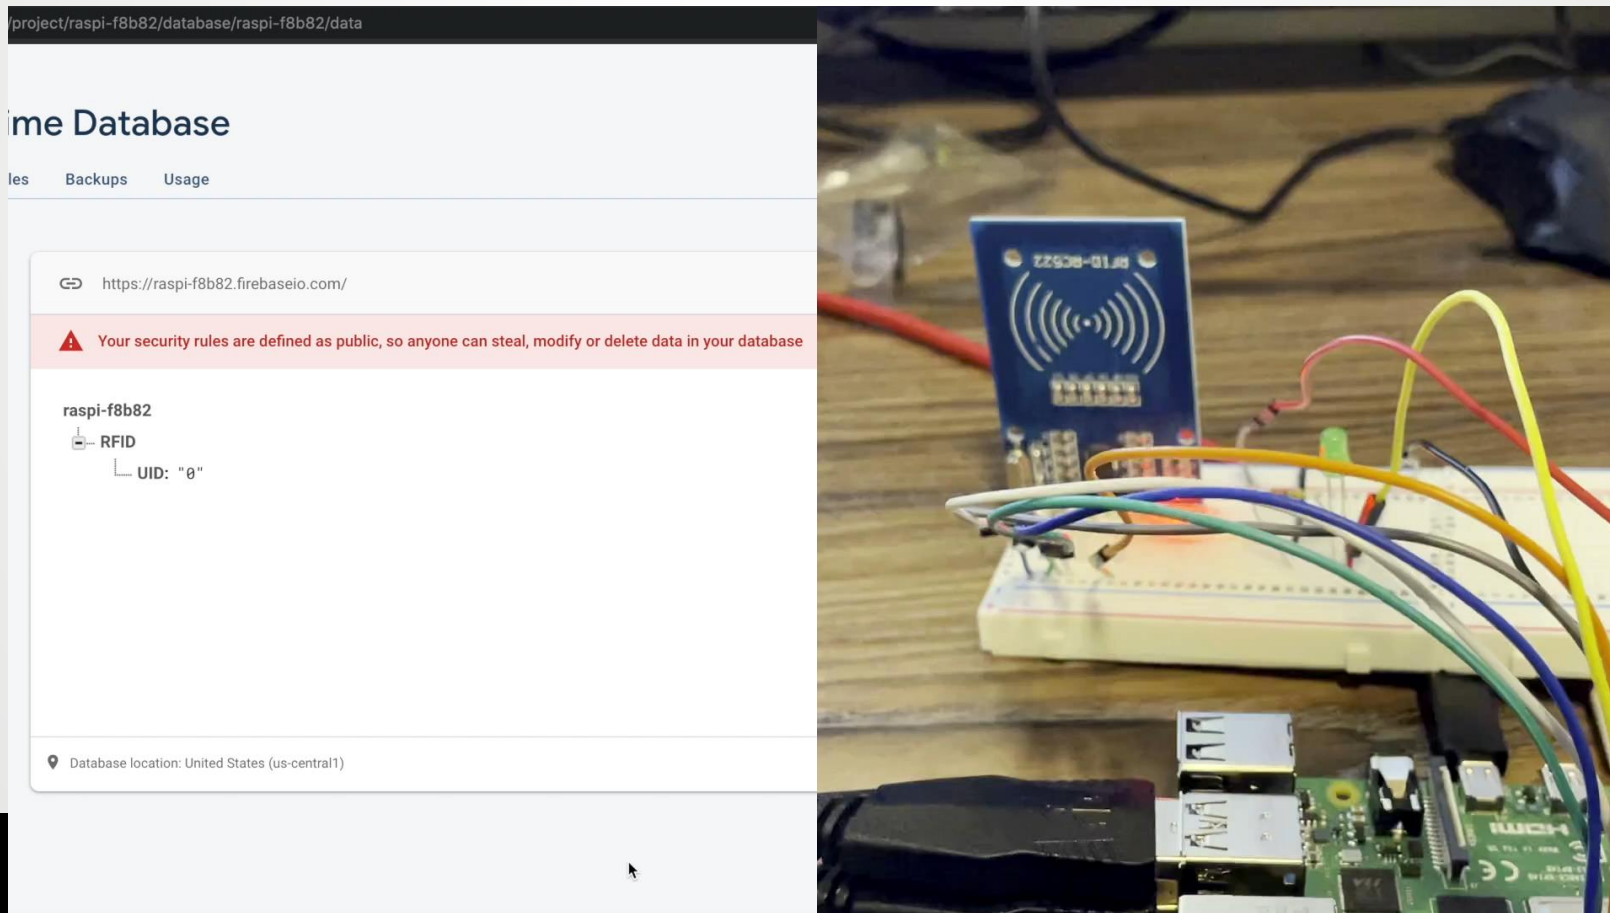 /project/raspi-f8b82/database/raspi-f8b82/data
ime Database
les Backups Usage
https://raspi-f8b82.firebaseio.com/
Your security rules are defined as public, so anyone can steal, modify or delete data in your database
raspi-f8b82
RFID
UID: "0"
Database location: United States (us-central1)
RFID-RC522
HDMI
CE